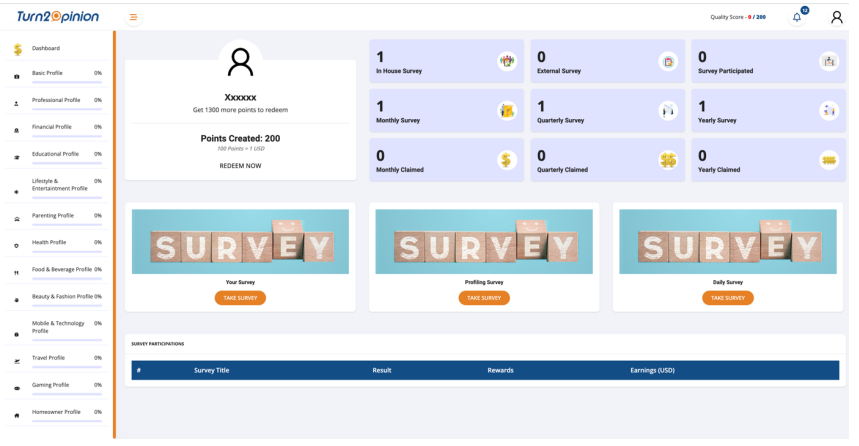 Turn2Opinion
Quality Score - 0 / 200
12
Dashboard
Basic Profile 0%
Professional Profile 0%
Financial Profile 0%
Educational Profile 0%
Lifestyle & 0%
Entertaintment Profile
Parenting Profile 0%
Health Profile 0%
Food & Beverage Profile 0%
Beauty & Fashion Profile 0%
Mobile & Technology 0%
Profile
Travel Profile 0%
Gaming Profile 0%
Homeowner Profile 0%
Xxxxxx
Get 1300 more points to redeem
Points Created: 200
100 Points = 1 USD
REDEEM NOW
1
In House Survey
0
External Survey
0
Survey Participated
1
Monthly Survey
1
Quarterly Survey
1
Yearly Survey
0
Monthly Claimed
0
Quarterly Claimed
0
Yearly Claimed
SURVEY
Your Survey
TAKE SURVEY
SURVEY
Profiling Survey
TAKE SURVEY
SURVEY
Daily Survey
TAKE SURVEY
SURVEY PARTICIPATIONS
# Survey Title Result Rewards Earnings (USD)